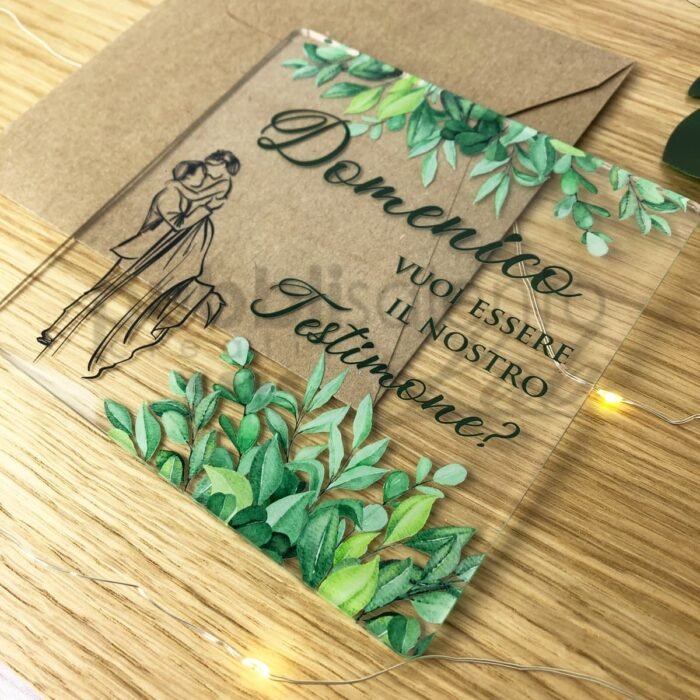 Domenico
VUOI ESSERE
IL NOSTRO
Testimone?